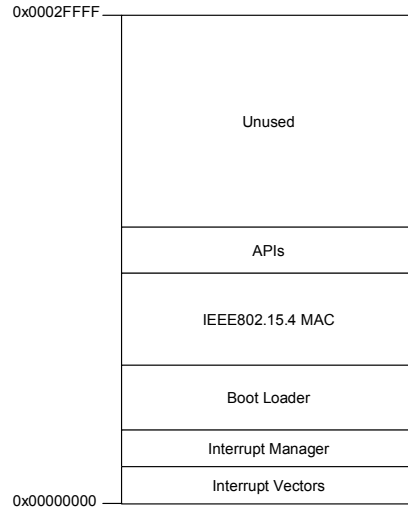 0x0002FFFF
Unused
APIs
IEEE802.15.4 MAC
Boot Loader
Interrupt Manager
Interrupt Vectors
0x00000000